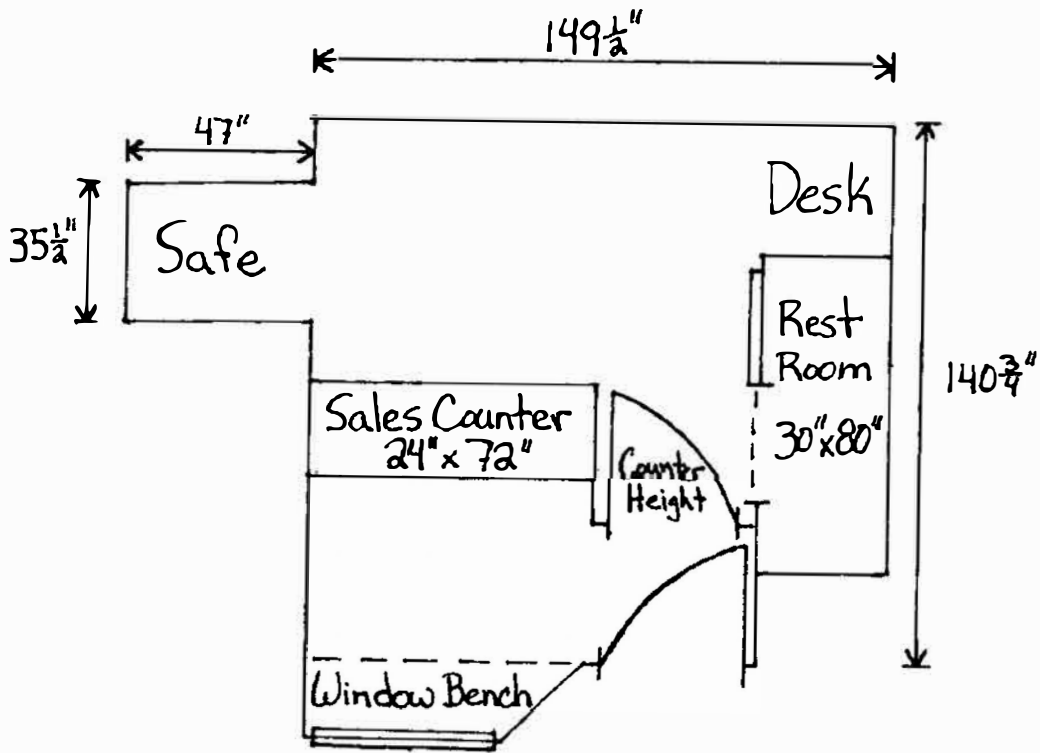 149½"
47"
35½"
Safe
Desk
Rest
Room
30"x80"
140¾"
Sales Counter
24"x 72"
Counter
Height
Window Bench